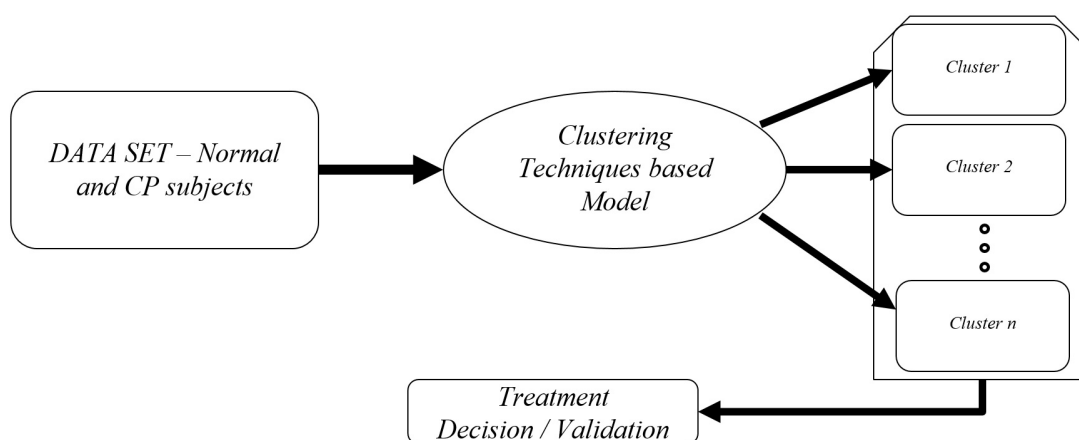 DATA SET – Normal
and CP subjects
Clustering
Techniques based
Model
Cluster 1
Cluster 2
Cluster n
Treatment
Decision / Validation